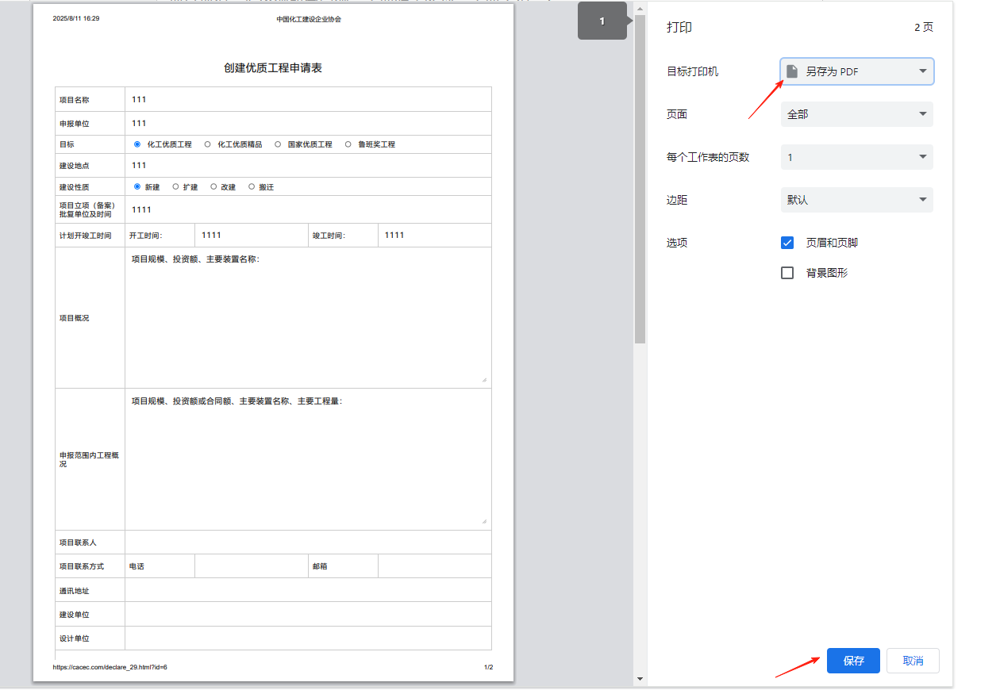 2025/8/11 16:29 中国化工建设企业协会
创建优质工程申请表
项目名称 111
申报单位 111
目标 化工优质工程 化工优质精品 国家优质工程 鲁班奖工程
建设地点 111
建设性质 新建 扩建 改建 搬迁
项目立项（备案）
批复单位及时间 1111
计划开竣工时间 开工时间： 1111 竣工时间： 1111
项目规模、投资额、主要装置名称：
项目概况
项目规模、投资额或合同额、主要装置名称、主要工程量：
申报范围内工程概
况
项目联系人
项目联系方式 电话 邮箱
通讯地址
建设单位
设计单位
https://cacec.com/declare_29.html?id=6 1/2
1
打印 2 页
目标打印机 另存为 PDF
页面 全部
每个工作表的页数 1
边距 默认
选项 页眉和页脚
背景图形
保存 取消